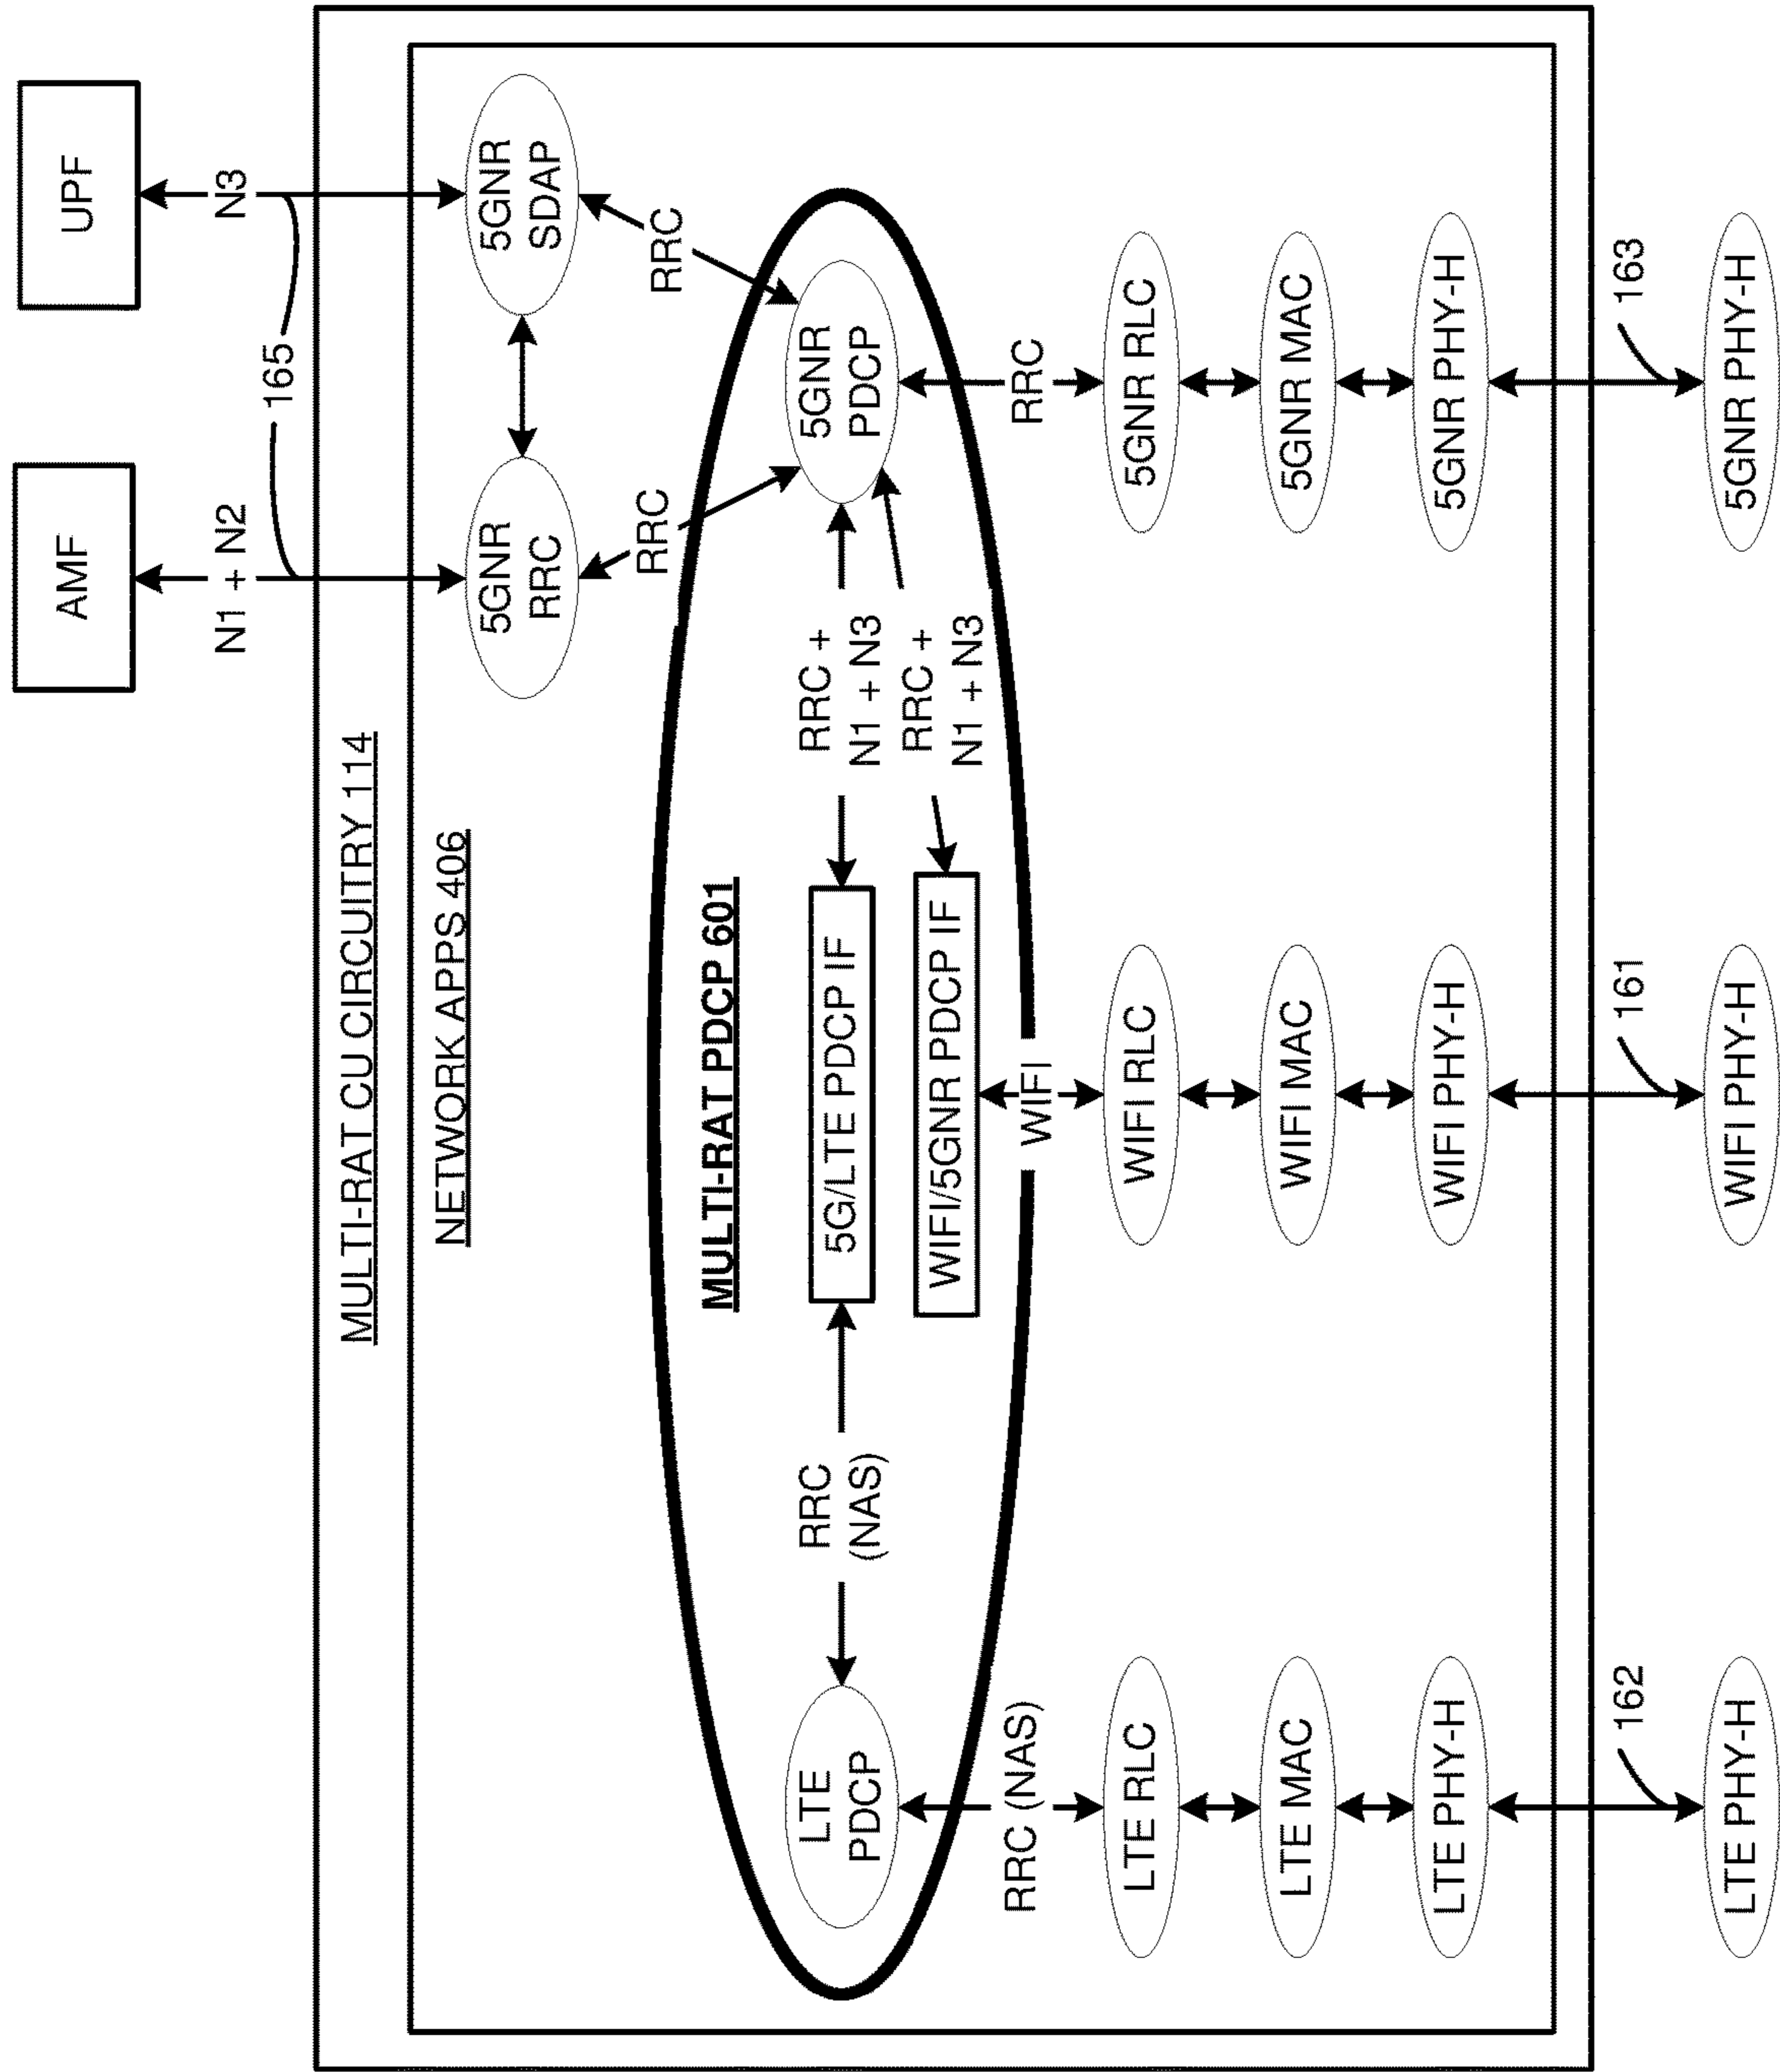 AMF
UPF
N1 + N2
165
N3
MULTI-RAT CU CIRCUITRY 114
NETWORK APPS 406
5GNR
RRC
5GNR
SDAP
RRC
RRC
MULTI-RAT PDCP 601
LTE
PDCP
RRC
(NAS)
5G/LTE PDCP IF
RRC +
N1 + N3
5GNR
PDCP
WIFI/5GNR PDCP IF
RRC +
N1 + N3
RRC (NAS)
WIFI
RRC
LTE RLC
WIFI RLC
5GNR RLC
LTE MAC
WIFI MAC
5GNR MAC
LTE PHY-H
WIFI PHY-H
5GNR PHY-H
162
161
163
LTE PHY-H
WIFI PHY-H
5GNR PHY-H